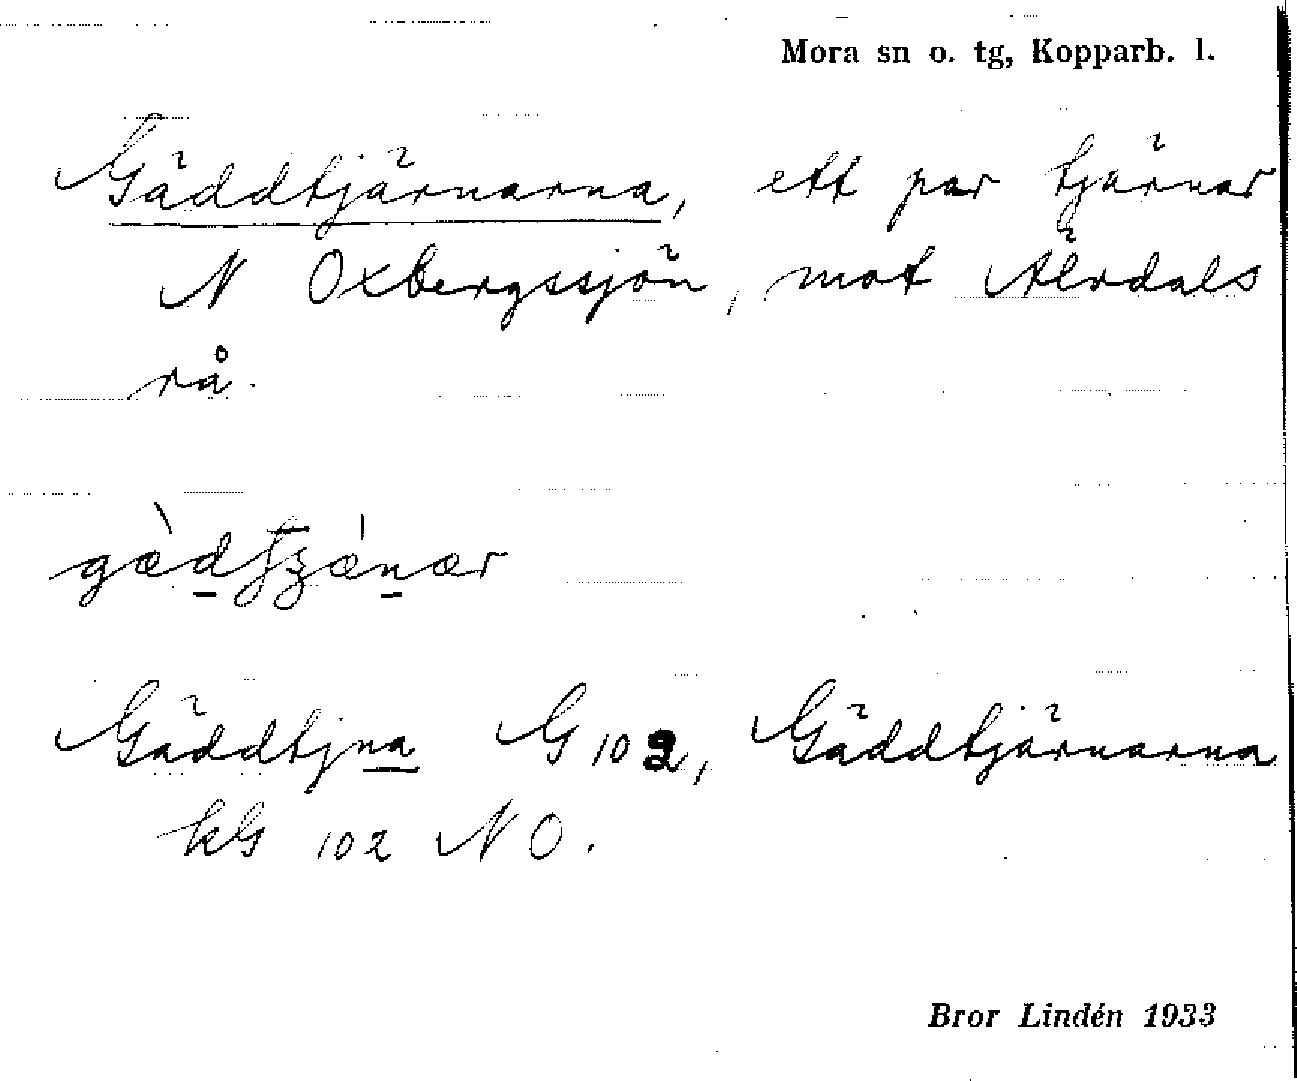 Mora sn o. tg, Kopparb. l.
Gäddtjärnarna, ett par tjärnar
N Oxbergssjön, mot Älvdals
rå.
Gäddtjna G 102, Gäddtjärnarna
kG 102 NO.
Bror Lindén 1933